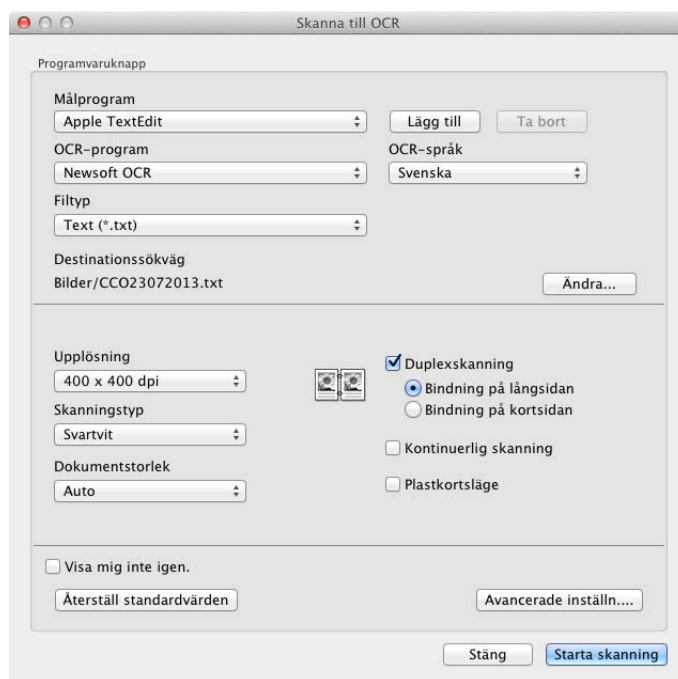 Skanna till OCR
Programvaruknapp
Målprogram
Apple TextEdit
Lägg till
Ta bort
OCR-program
OCR-språk
Newsoft OCR
Svenska
Filtyp
Text (*.txt)
Destinationssökväg
Bilder/CCO23072013.txt
Ändra...
Upplösning
400 x 400 dpi
Duplexskanning
Bindning på långsidan
Skanningstyp
Bindning på kortsidan
Svartvit
Kontinuerlig skanning
Dokumentstorlek
Auto
Plastkortsläge
Visa mig inte igen.
Återställ standardvärden
Avancerade inställn....
Stäng
Starta skanning